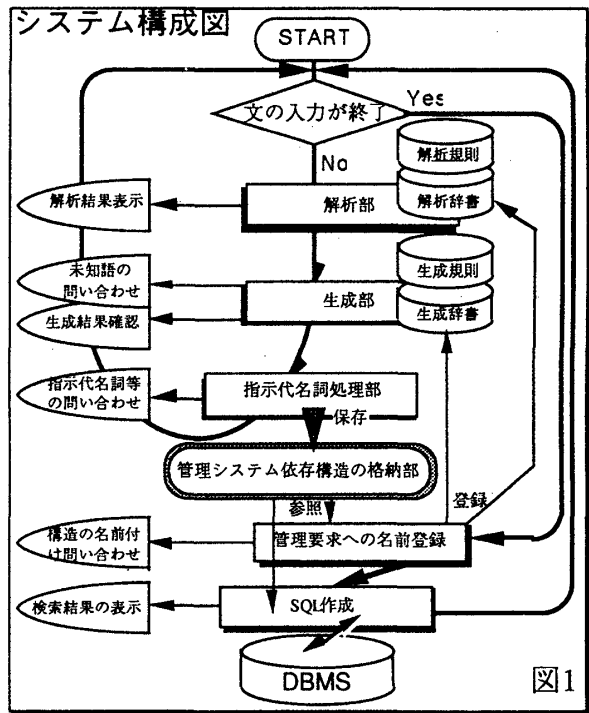 システム構成図
START
文の入力が終了
Yes
No
解析規則
解析辞書
解析結果表示
解析部
生成規則
生成辞書
未知語の
問い合わせ
生成部
生成結果確認
指示代名詞等
の問い合わせ
指示代名詞処理部
保存
管理システム依存構造の格納部
参照
登録
構造の名前付
け問い合わせ
管理要求への名前登録
検索結果の表示
SQL作成
DBMS
図1